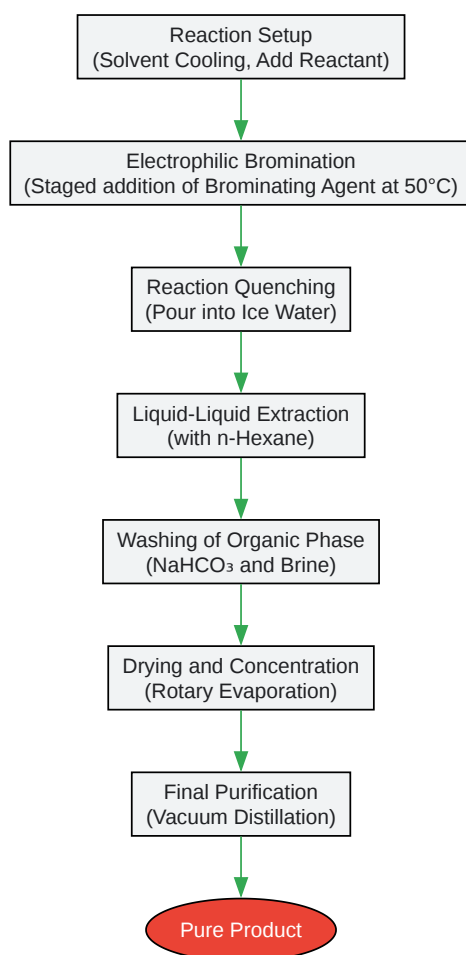 Reaction Setup
(Solvent Cooling, Add Reactant)
Electrophilic Bromination
(Staged addition of Brominating Agent at 50°C)
Reaction Quenching
(Pour into Ice Water)
Liquid-Liquid Extraction
(with n-Hexane)
Washing of Organic Phase
(NaHCO₃ and Brine)
Drying and Concentration
(Rotary Evaporation)
Final Purification
(Vacuum Distillation)
Pure Product